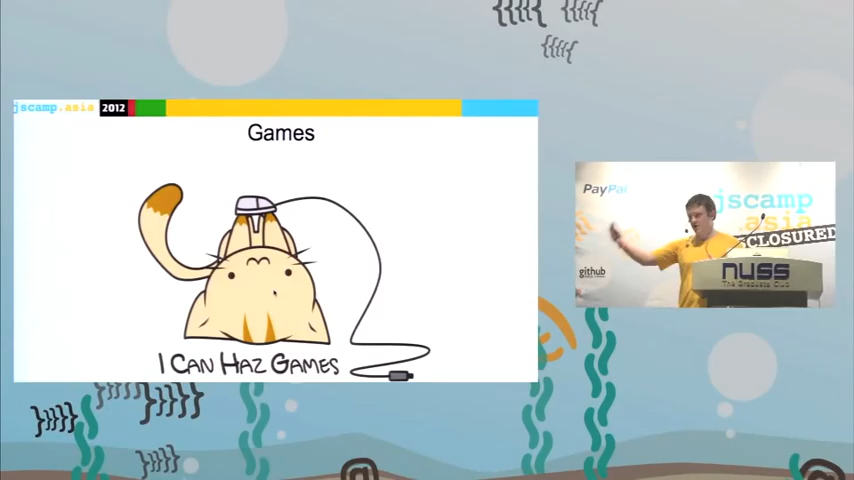 jscamp.asia 2012
Games
I CAN HAZ GAMES
PayPal
jscamp
asia
CLOSURED
github
NUSS
The Graduate Club